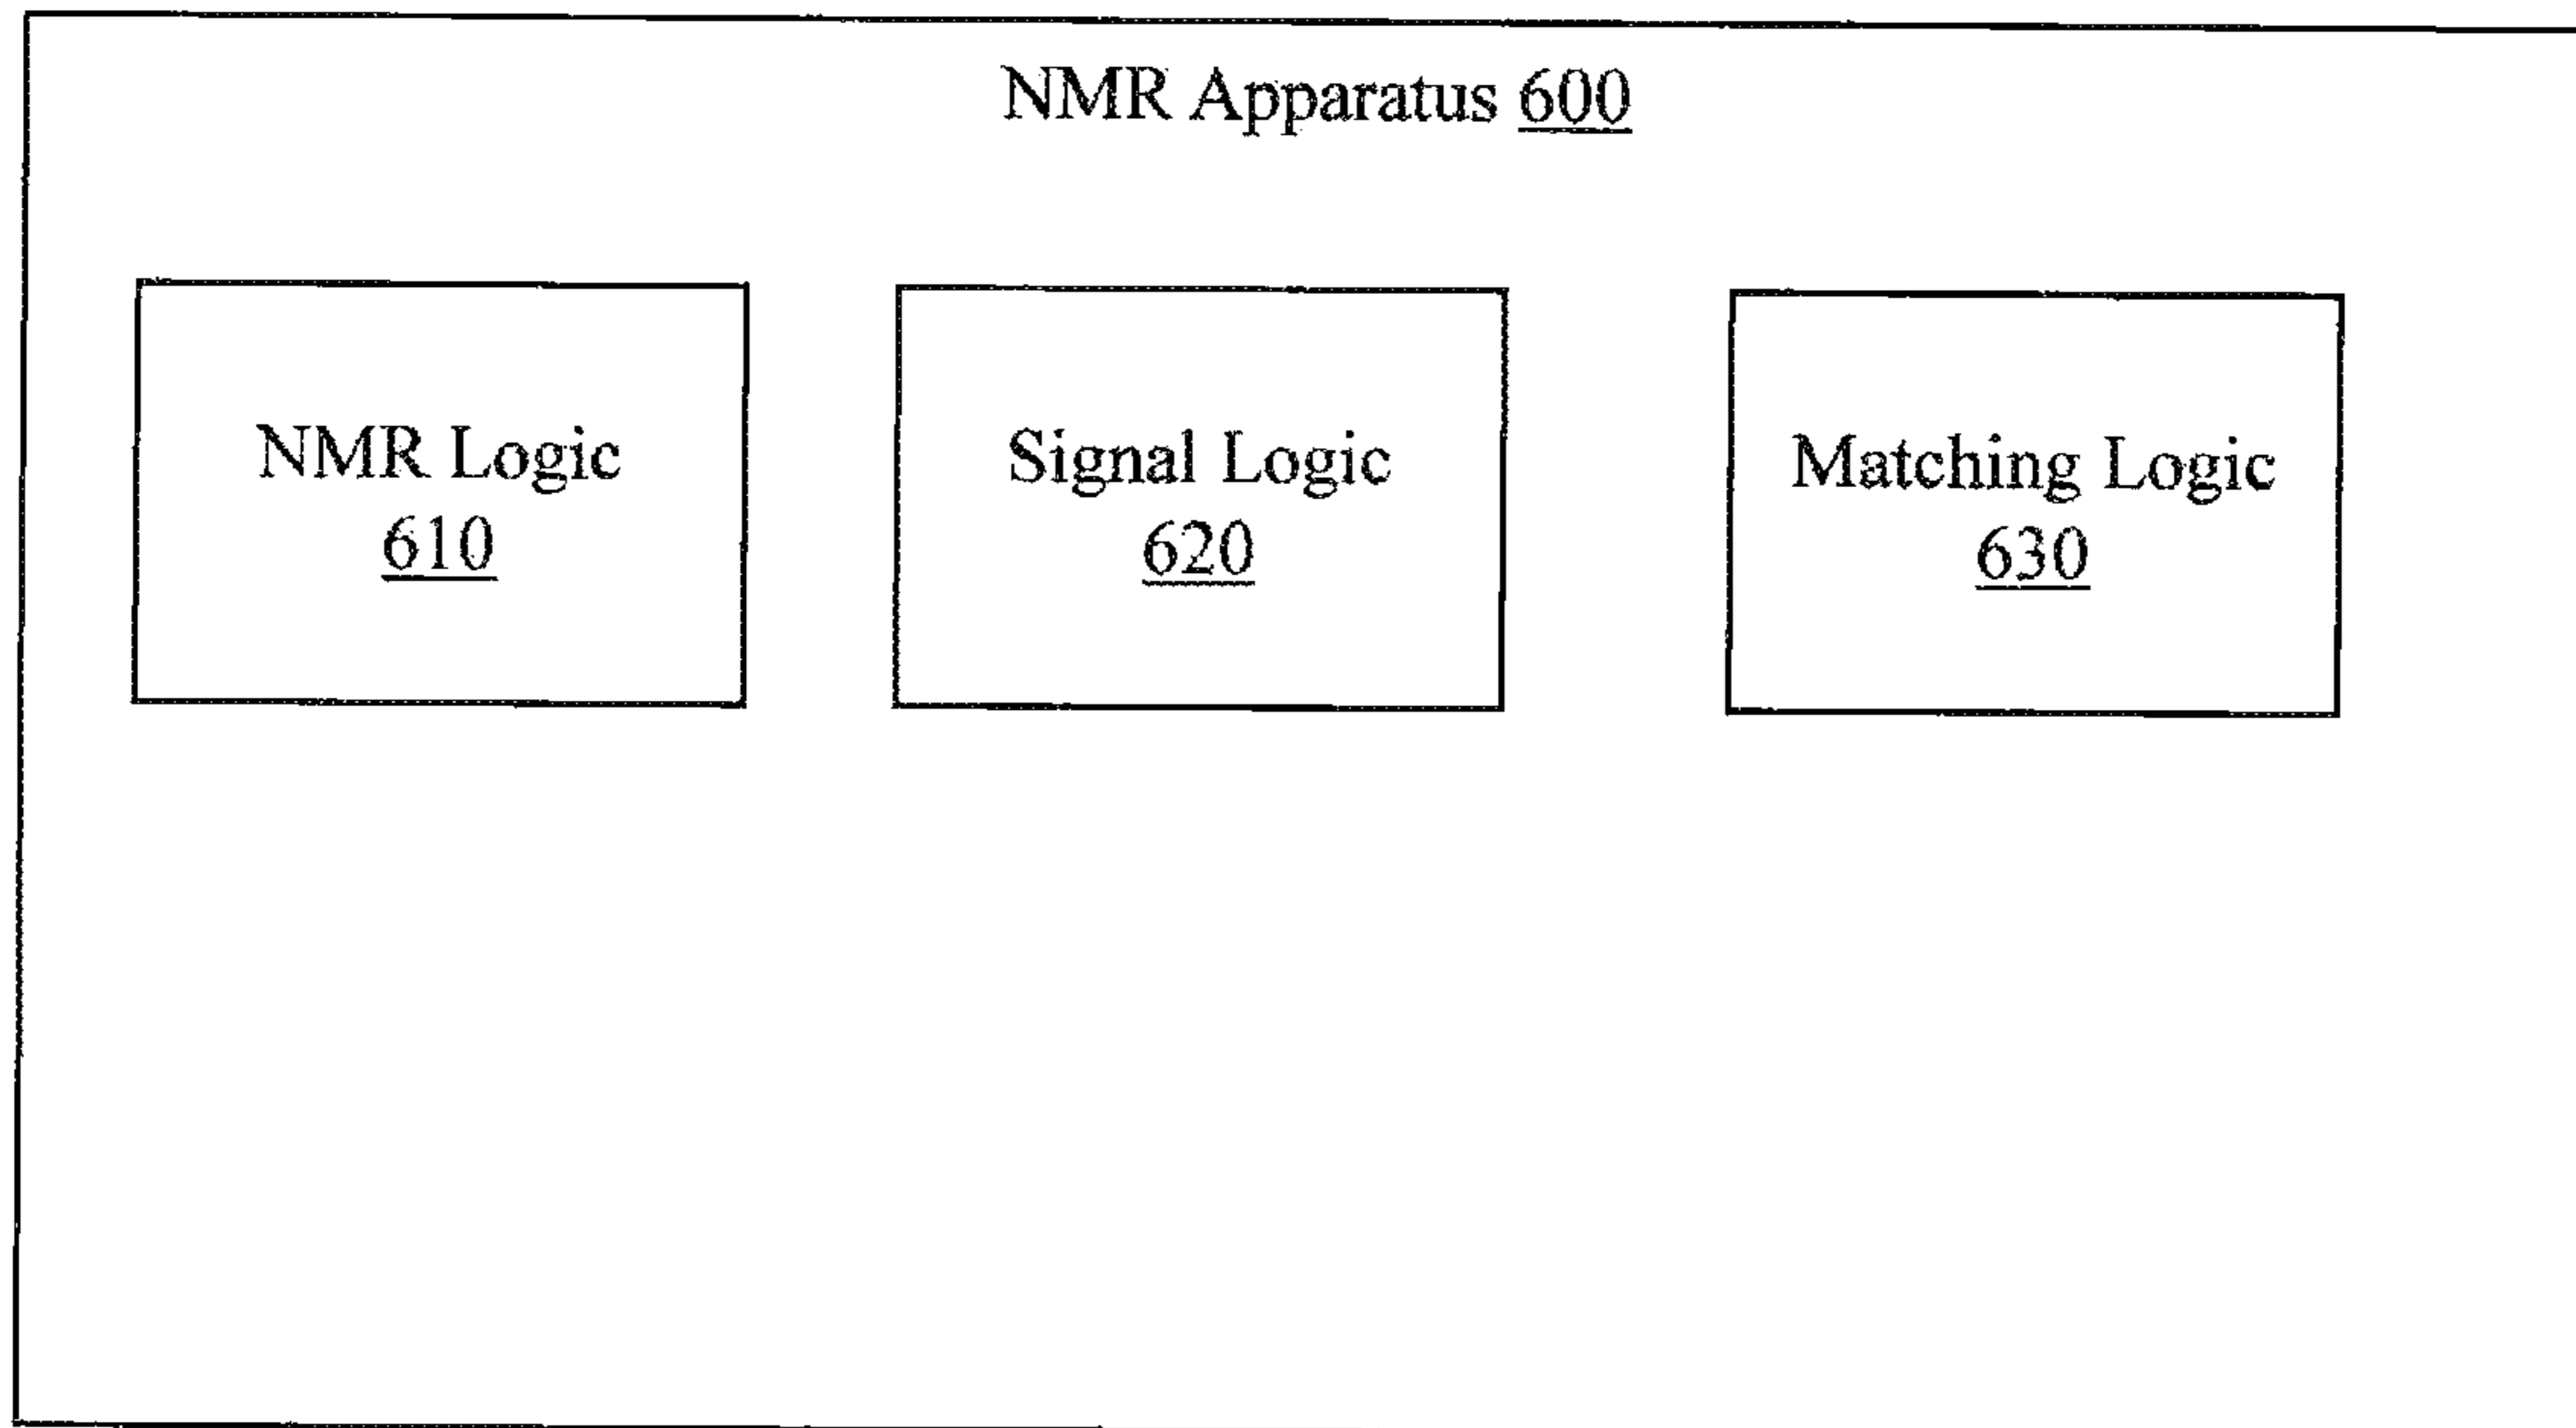 NMR Apparatus 600
NMR Logic
610
Signal Logic
620
Matching Logic
630